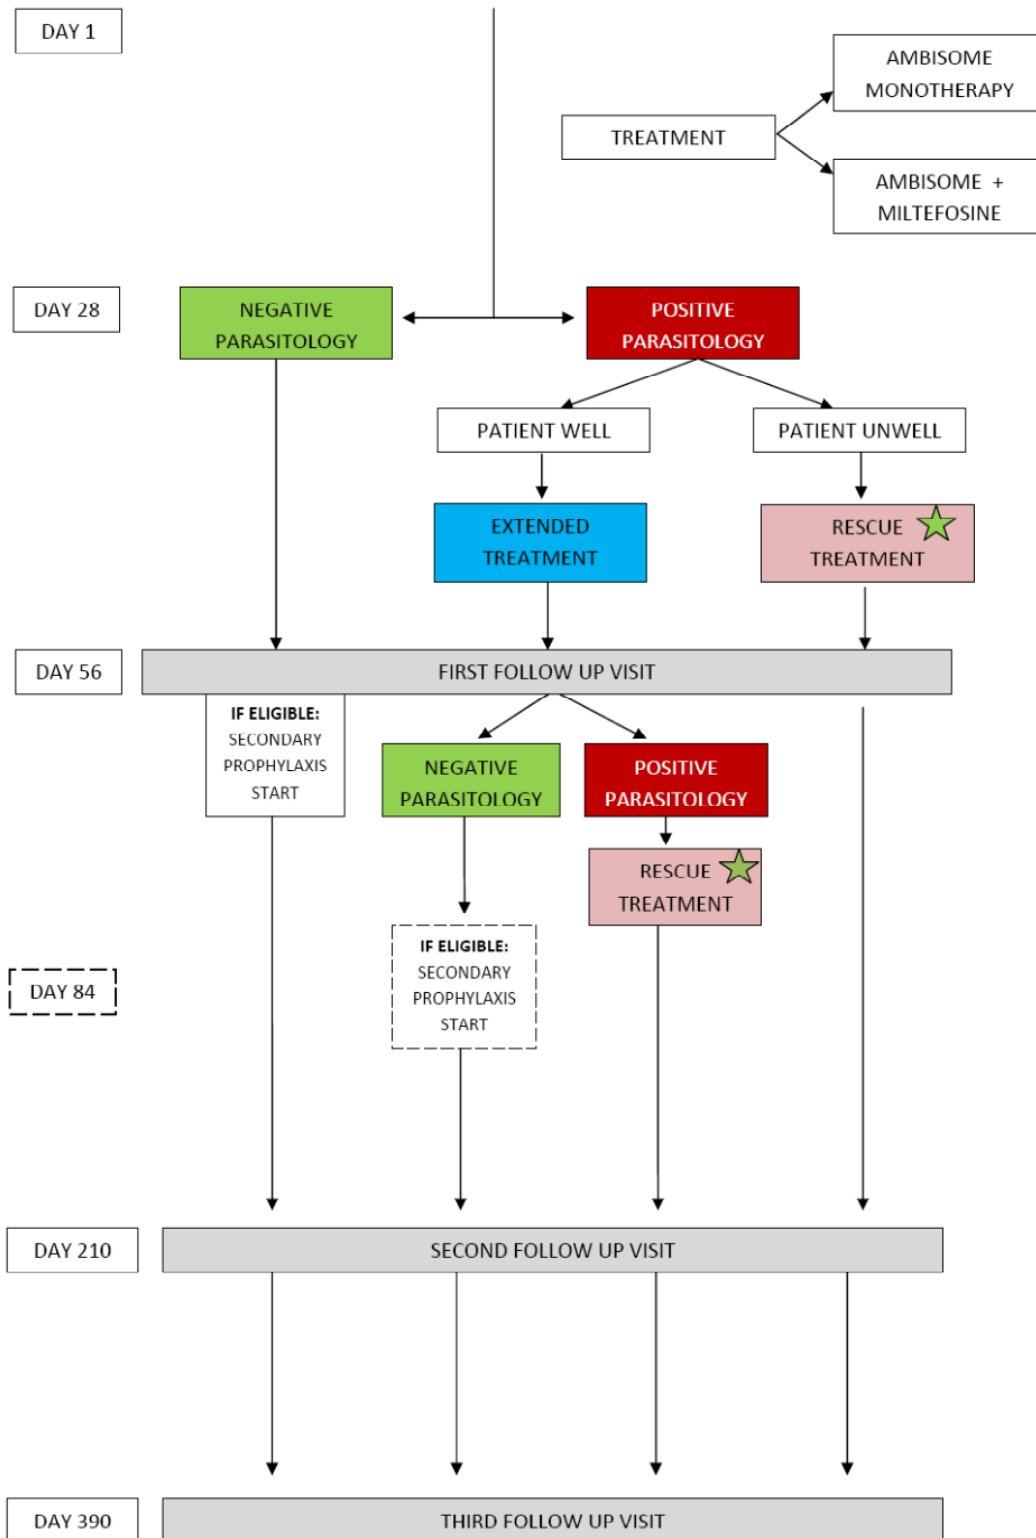 DAY 1
AMBISOME
MONOTHERAPY
TREATMENT
AMBISOME +
MILTEFOSINE
DAY 28
NEGATIVE
PARASITOLOGY
POSITIVE
PARASITOLOGY
PATIENT WELL
PATIENT UNWELL
EXTENDED
TREATMENT
RESCUE
TREATMENT
DAY 56
FIRST FOLLOW UP VISIT
IF ELIGIBLE:
SECONDARY
PROPHYLAXIS
START
NEGATIVE
PARASITOLOGY
POSITIVE
PARASITOLOGY
RESCUE
TREATMENT
IF ELIGIBLE:
SECONDARY
PROPHYLAXIS
START
DAY 84
DAY 210
SECOND FOLLOW UP VISIT
DAY 390
THIRD FOLLOW UP VISIT